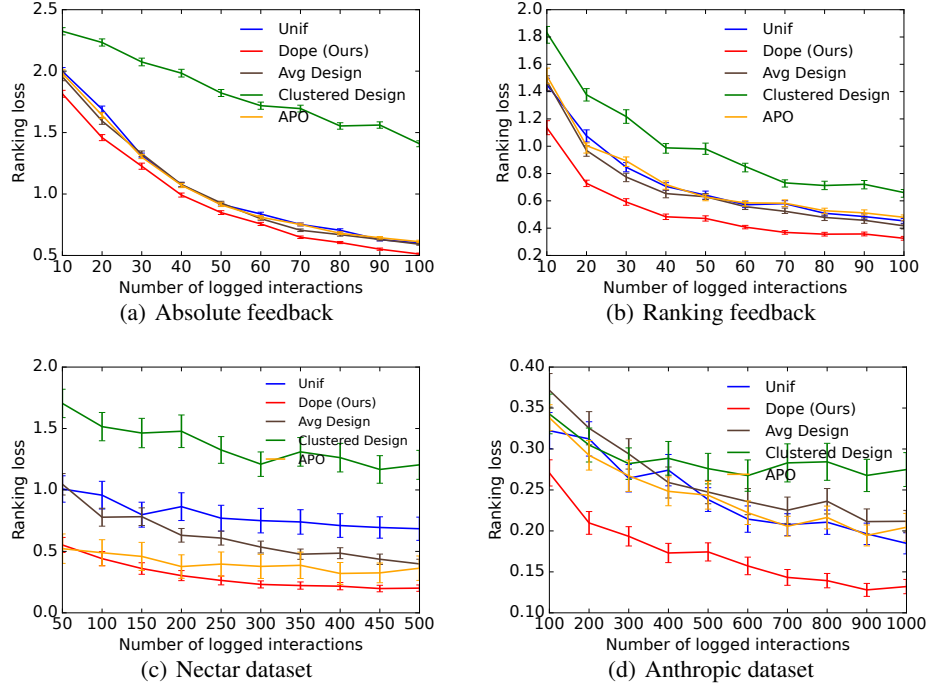 2.5
2.0
1.5
1.0
0.5
Ranking loss
Unif
Dope (Ours)
Avg Design
Clustered Design
APO
10 20 30 40 50 60 70 80 90 100
Number of logged interactions
(a) Absolute feedback
2.0
1.8
1.6
1.4
1.2
1.0
0.8
0.6
0.4
0.2
Ranking loss
Unif
Dope (Ours)
Avg Design
Clustered Design
APO
10 20 30 40 50 60 70 80 90 100
Number of logged interactions
(b) Ranking feedback
2.0
1.5
1.0
0.5
0.0
Ranking loss
Unif
Dope (Ours)
Avg Design
Clustered Design
APO
50 100 150 200 250 300 350 400 450 500
Number of logged interactions
(c) Nectar dataset
0.40
0.35
0.30
0.25
0.20
0.15
0.10
Ranking loss
Unif
Dope (Ours)
Avg Design
Clustered Design
APO
100 200 300 400 500 600 700 800 900 1000
Number of logged interactions
(d) Anthropic dataset